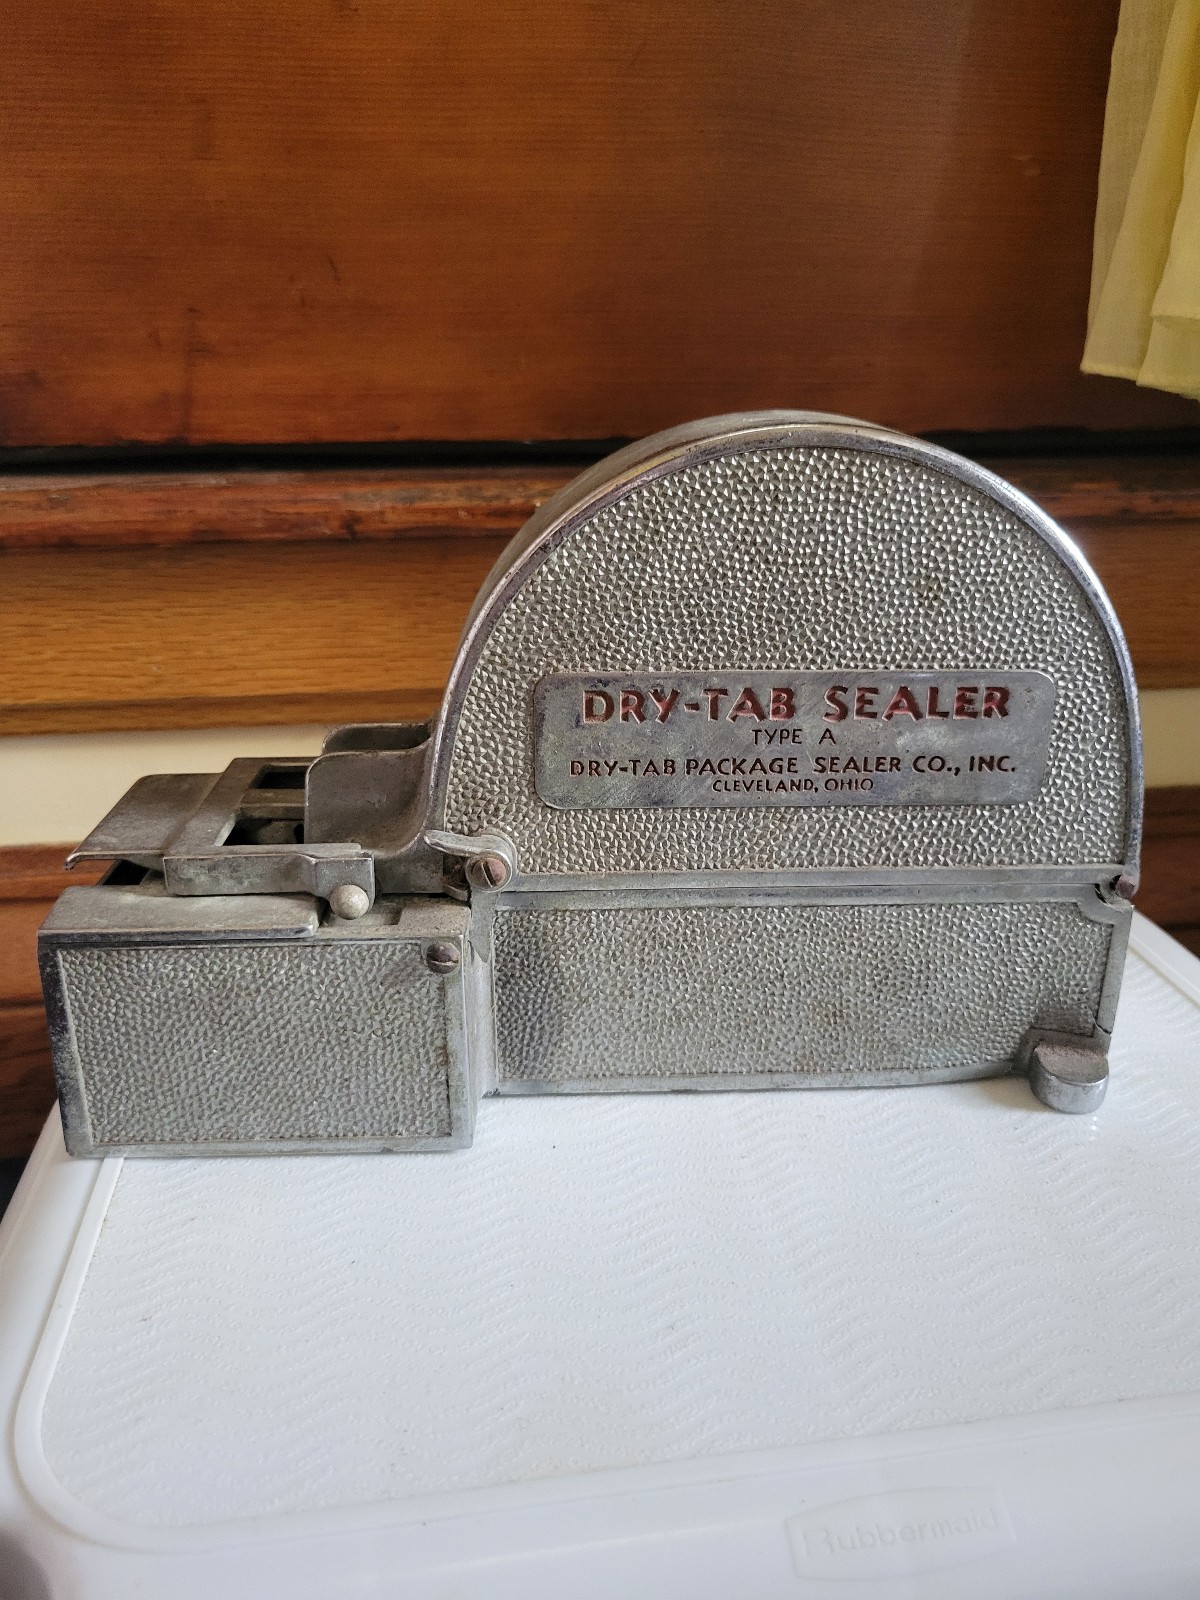 DRY-TAB SEALER
TYPE A
DRY-TAB PACKAGE SEALER CO., INC.
CLEVELAND, OHIO
Rubbermaid